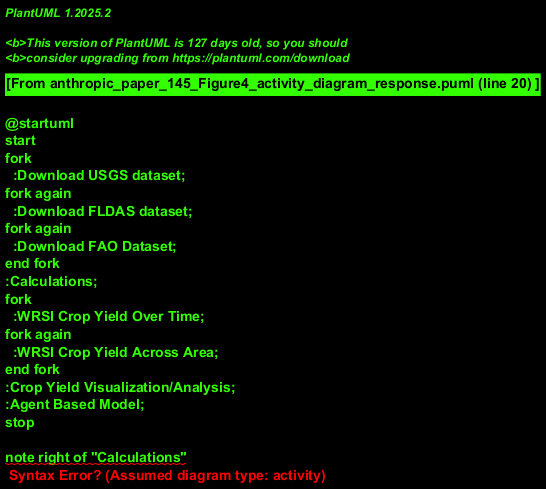 PlantUML 1.2025.2
<b>This version of PlantUML is 127 days old, so you should
<b>consider upgrading from https://plantuml.com/download
[From anthropic_paper_145_Figure4_activity_diagram_response.puml (line 20) ]
@startuml
start
fork
:Download USGS dataset;
fork again
:Download FLDAS dataset;
fork again
:Download FAO Dataset;
end fork
:Calculations;
fork
:WRSI Crop Yield Over Time;
fork again
:WRSI Crop Yield Across Area;
end fork
:Crop Yield Visualization/Analysis;
:Agent Based Model;
stop
note right of "Calculations"
Syntax Error? (Assumed diagram type: activity)